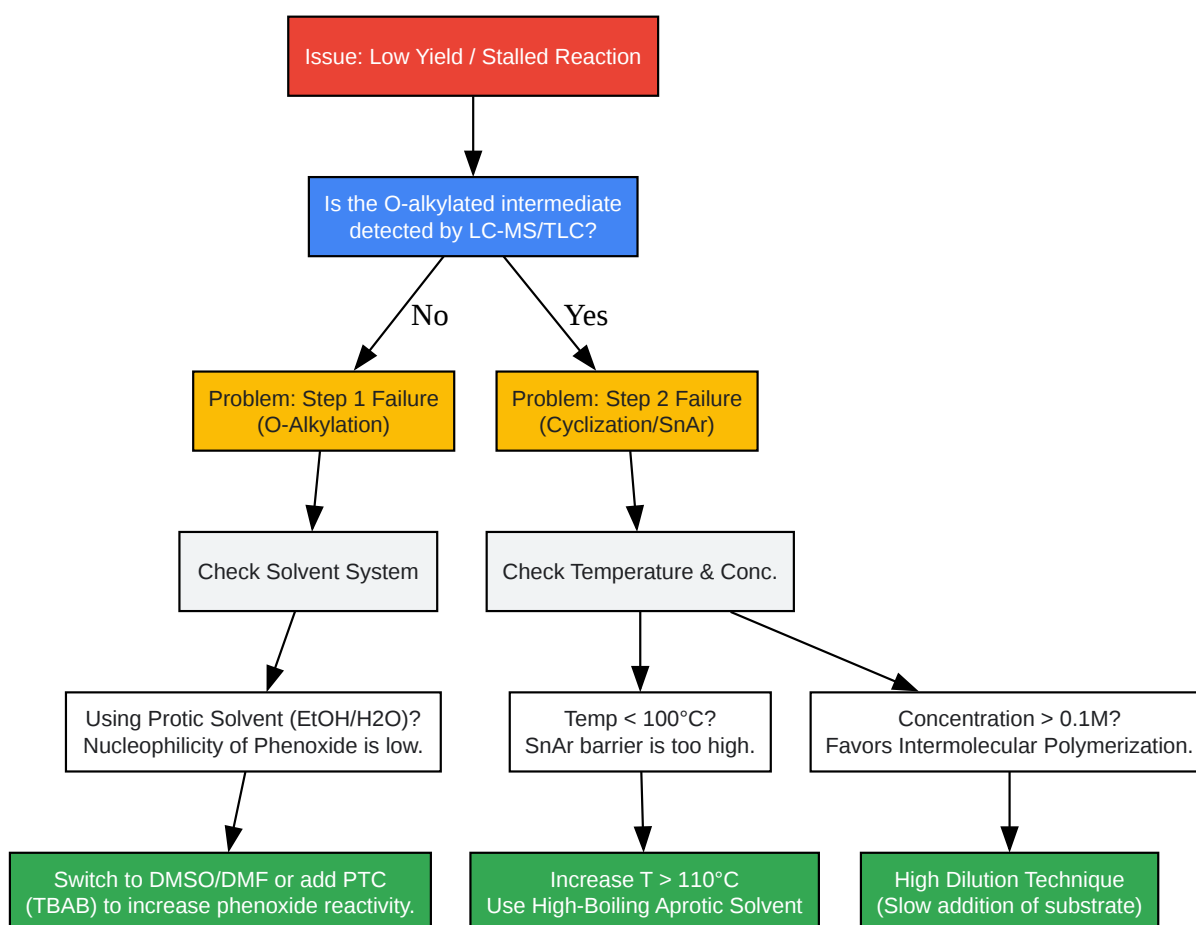 Issue: Low Yield / Stalled Reaction
Is the O-alkylated intermediate
detected by LC-MS/TLC?
No
Yes
Problem: Step 1 Failure
(O-Alkylation)
Problem: Step 2 Failure
(Cyclization/SnAr)
Check Solvent System
Check Temperature & Conc.
Using Protic Solvent (EtOH/H2O)?
Nucleophilicity of Phenoxide is low.
Temp < 100°C?
SnAr barrier is too high.
Concentration > 0.1M?
Favors Intermolecular Polymerization.
Switch to DMSO/DMF or add PTC
(TBAB) to increase phenoxide reactivity.
Increase T > 110°C
Use High-Boiling Aprotic Solvent
High Dilution Technique
(Slow addition of substrate)